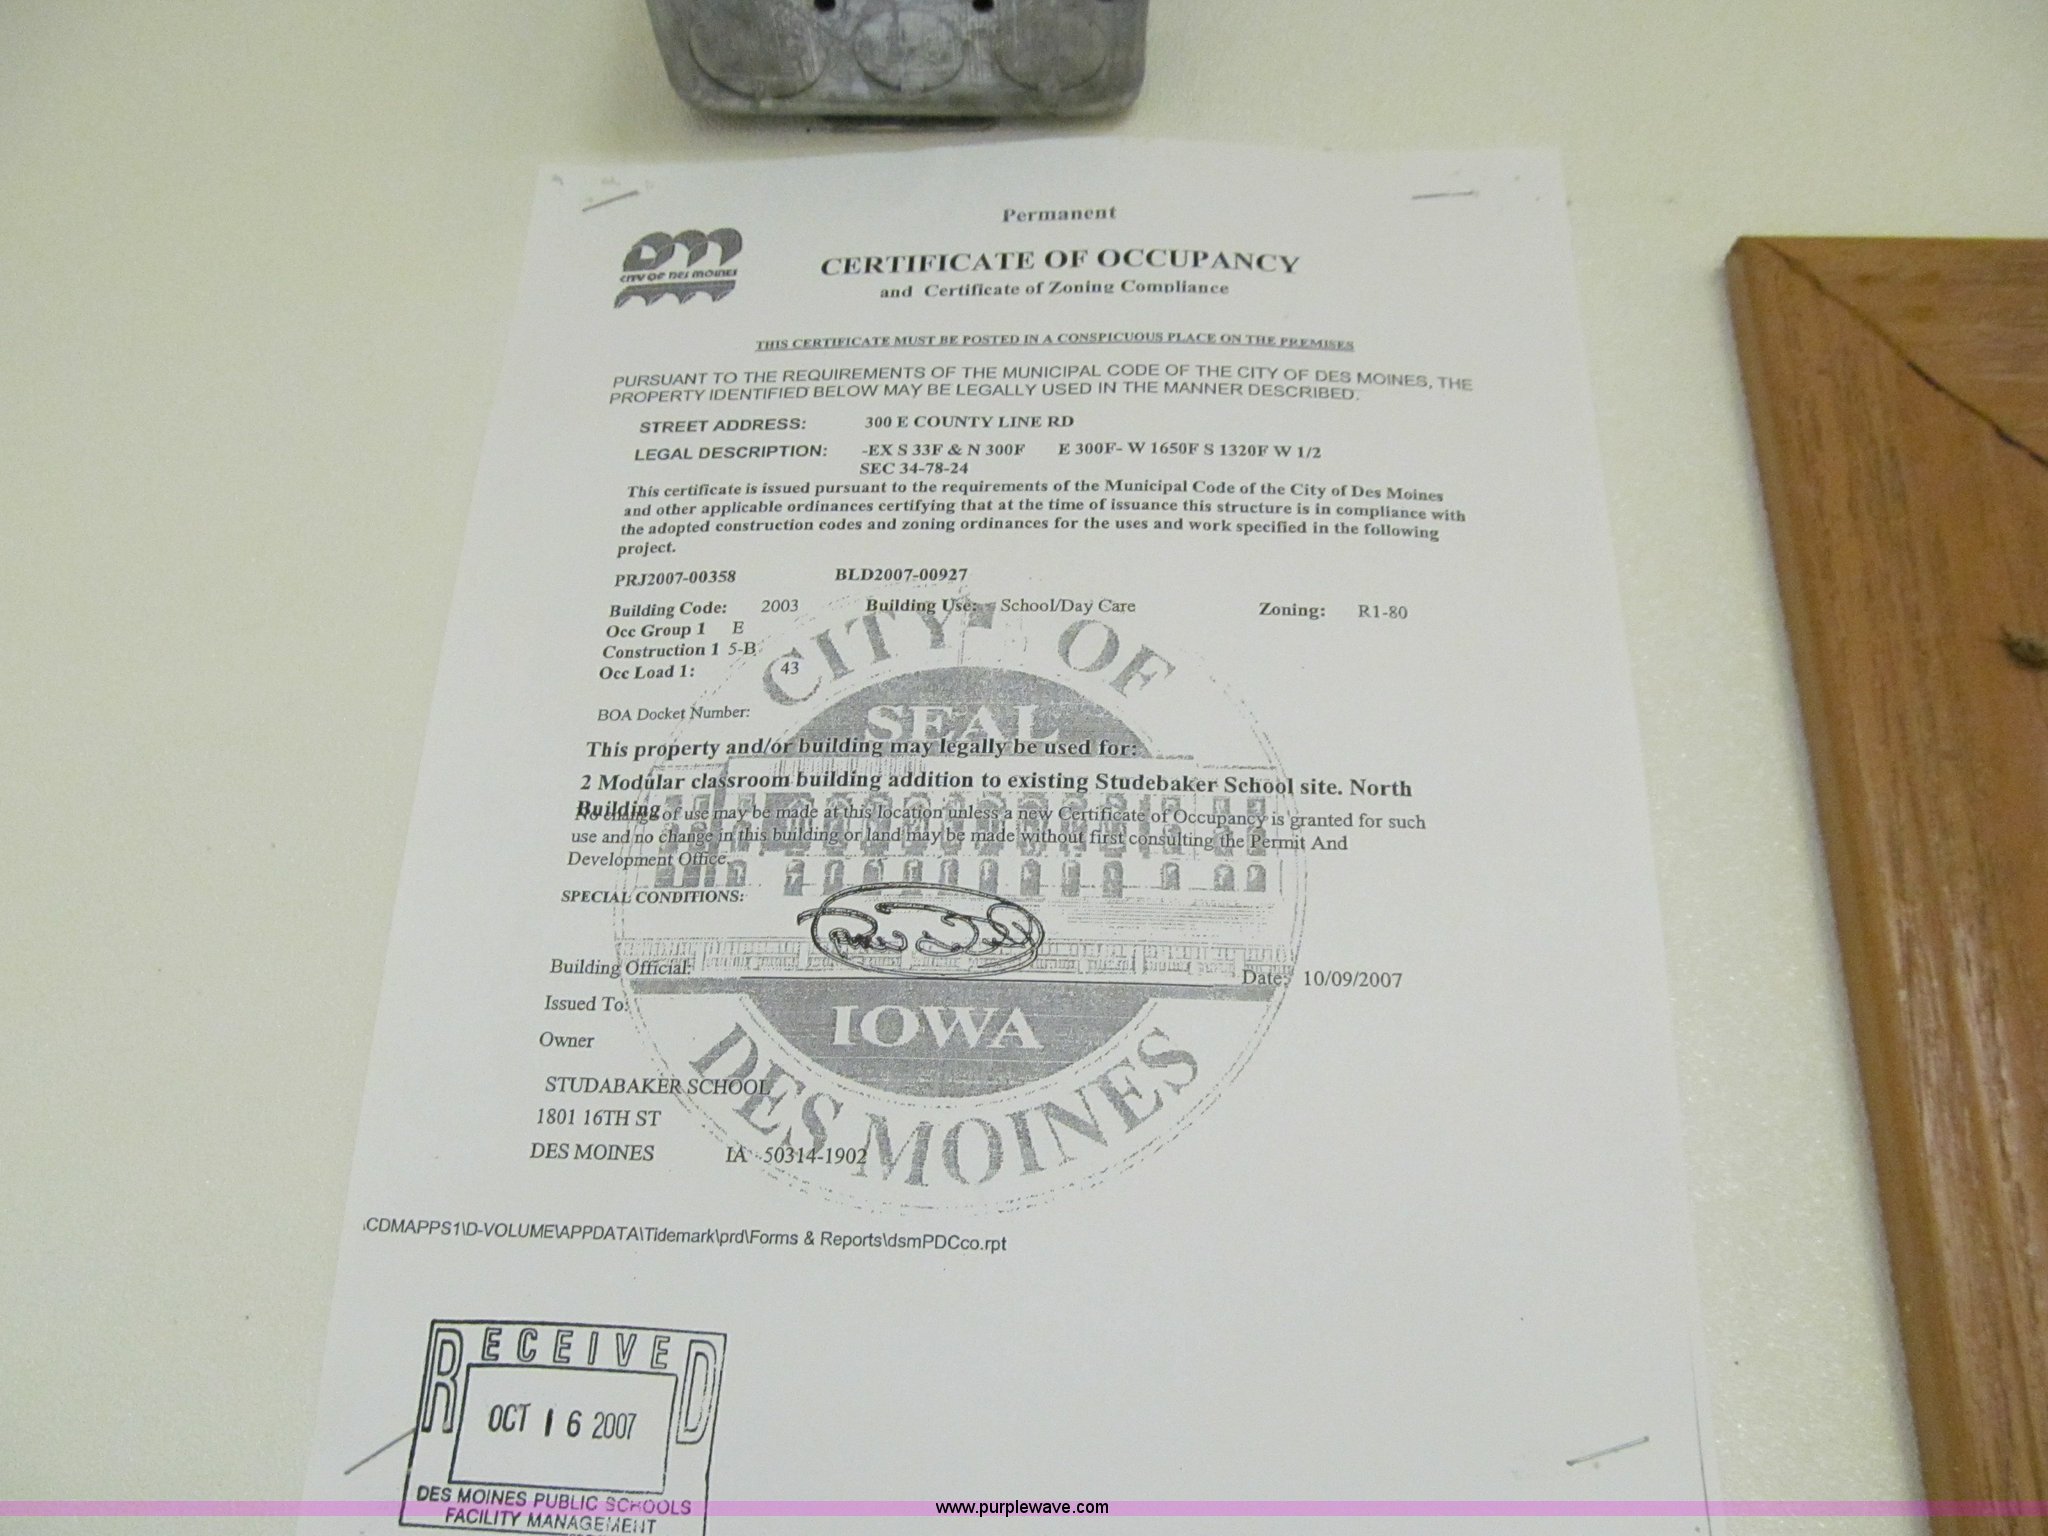 Permanent
CITY OF DES MOINES
CERTIFICATE OF OCCUPANCY
and Certificate of Zoning Compliance
THIS CERTIFICATE MUST BE POSTED IN A CONSPICUOUS PLACE ON THE PREMISES
PURSUANT TO THE REQUIREMENTS OF THE MUNICIPAL CODE OF THE CITY OF DES MOINES, THE
PROPERTY IDENTIFIED BELOW MAY BE LEGALLY USED IN THE MANNER DESCRIBED.
STREET ADDRESS: 300 E COUNTY LINE RD
LEGAL DESCRIPTION: -EX S 33F & N 300F E 300F- W 1650F S 1320F W 1/2
SEC 34-78-24
This certificate is issued pursuant to the requirements of the Municipal Code of the City of Des Moines
and other applicable ordinances certifying that at the time of issuance this structure is in compliance with
the adopted construction codes and zoning ordinances for the uses and work specified in the following
project.
PRJ2007-00358 BLD2007-00927
Building Code: 2003 Building Use: School/Day Care Zoning: R1-80
Occ Group 1 E
Construction 1 5-B
Occ Load 1: 43
CITY OF
SEAL
BOA Docket Number:
This property and/or building may legally be used for:
2 Modular classroom building addition to existing Studebaker School site. North
Building
No change of use may be made at this location unless a new Certificate of Occupancy is granted for such
use and no change in this building or land may be made without first consulting the Permit And
Development Office.
SPECIAL CONDITIONS:
Building Official: Date: 10/09/2007
Issued To:
IOWA
Owner
DES MOINES
STUDABAKER SCHOOL
1801 16TH ST
DES MOINES IA 50314-1902
\CDMAPPS1\D-VOLUME\APPDATA\Tidemark\prd\Forms & Reports\dsmPDCco.rpt
RECEIVED
OCT 16 2007
DES MOINES PUBLIC SCHOOLS
FACILITY MANAGEMENT
www.purplewave.com